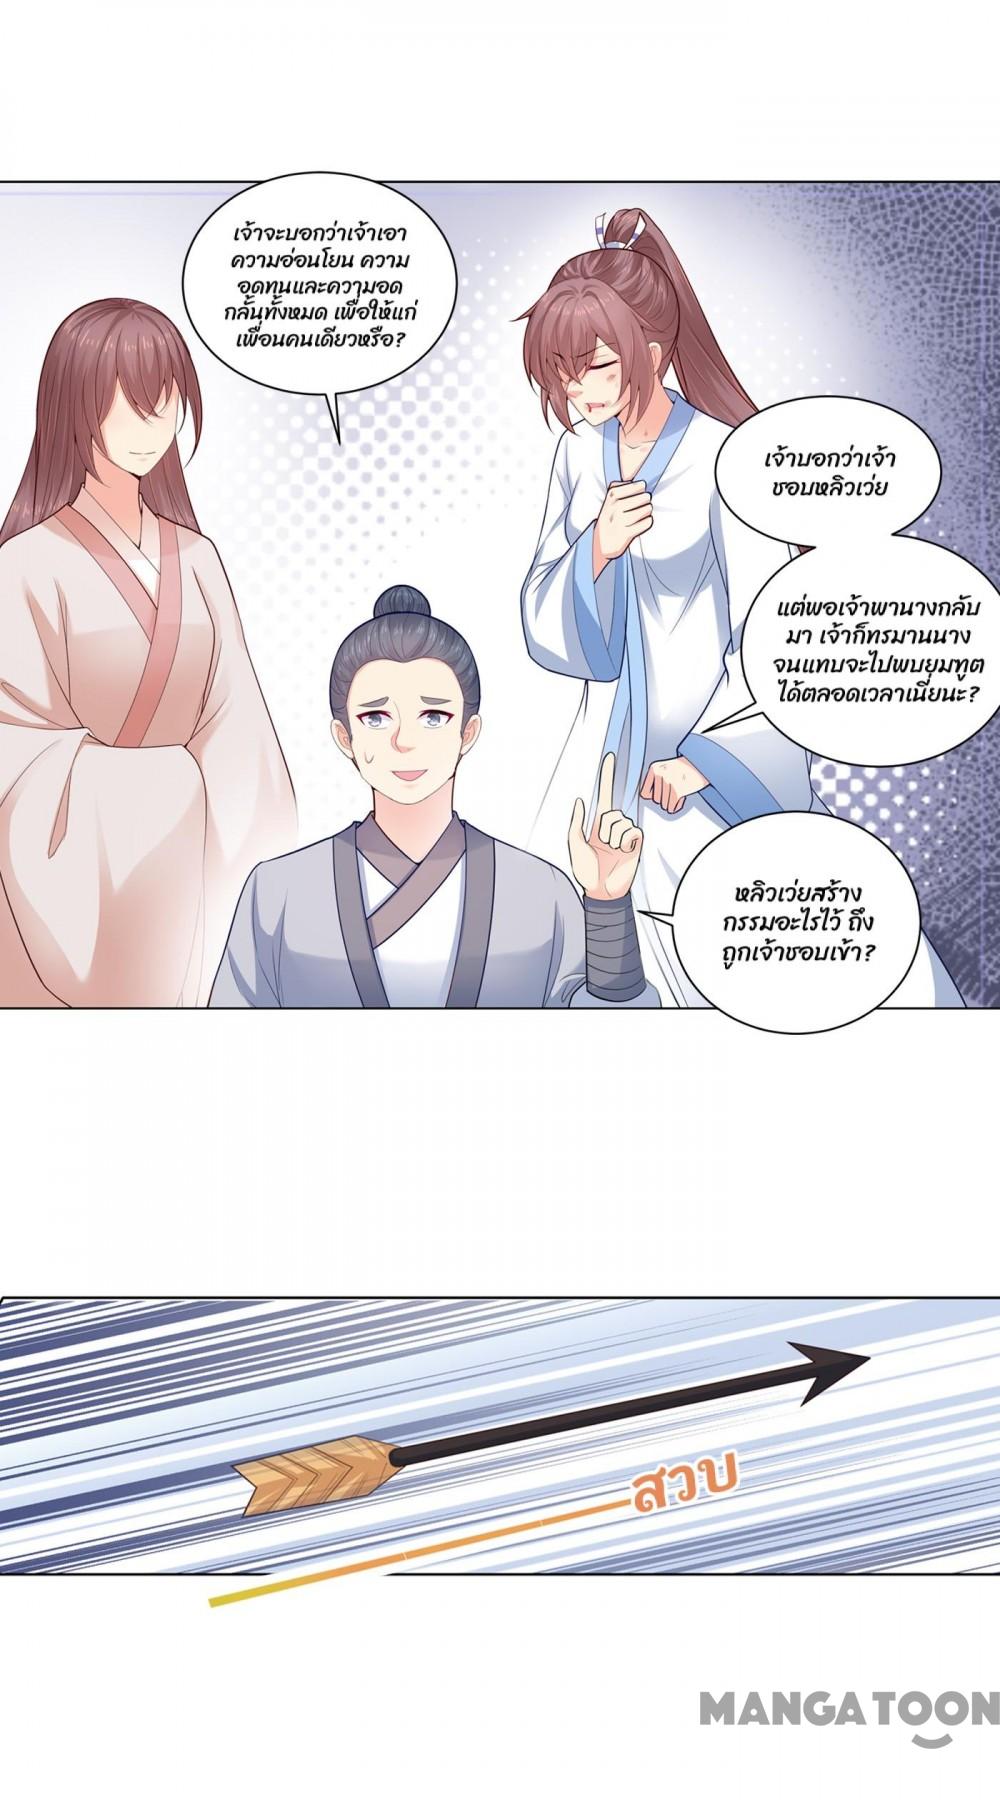 เจ้าจะบอกว่าเจ้าเอา
ความอ่อนโยน ความ
อดทนและความอด
กลั้นทั้งหมด เพื่อให้แก่
เพื่อนคนเดียวหรือ?
เจ้าบอกว่าเจ้า
ชอบหลิวเว่ย
แต่พอเจ้าพานางกลับ
มา เจ้าก็ทรมานนาง
จนแทบจะไปพบยมทูต
ได้ตลอดเวลาเนี่ยนะ?
หลิวเว่ยสร้าง
กรรมอะไรไว้ ถึง
ถูกเจ้าชอบเข้า?
สวบ
MANGATOON